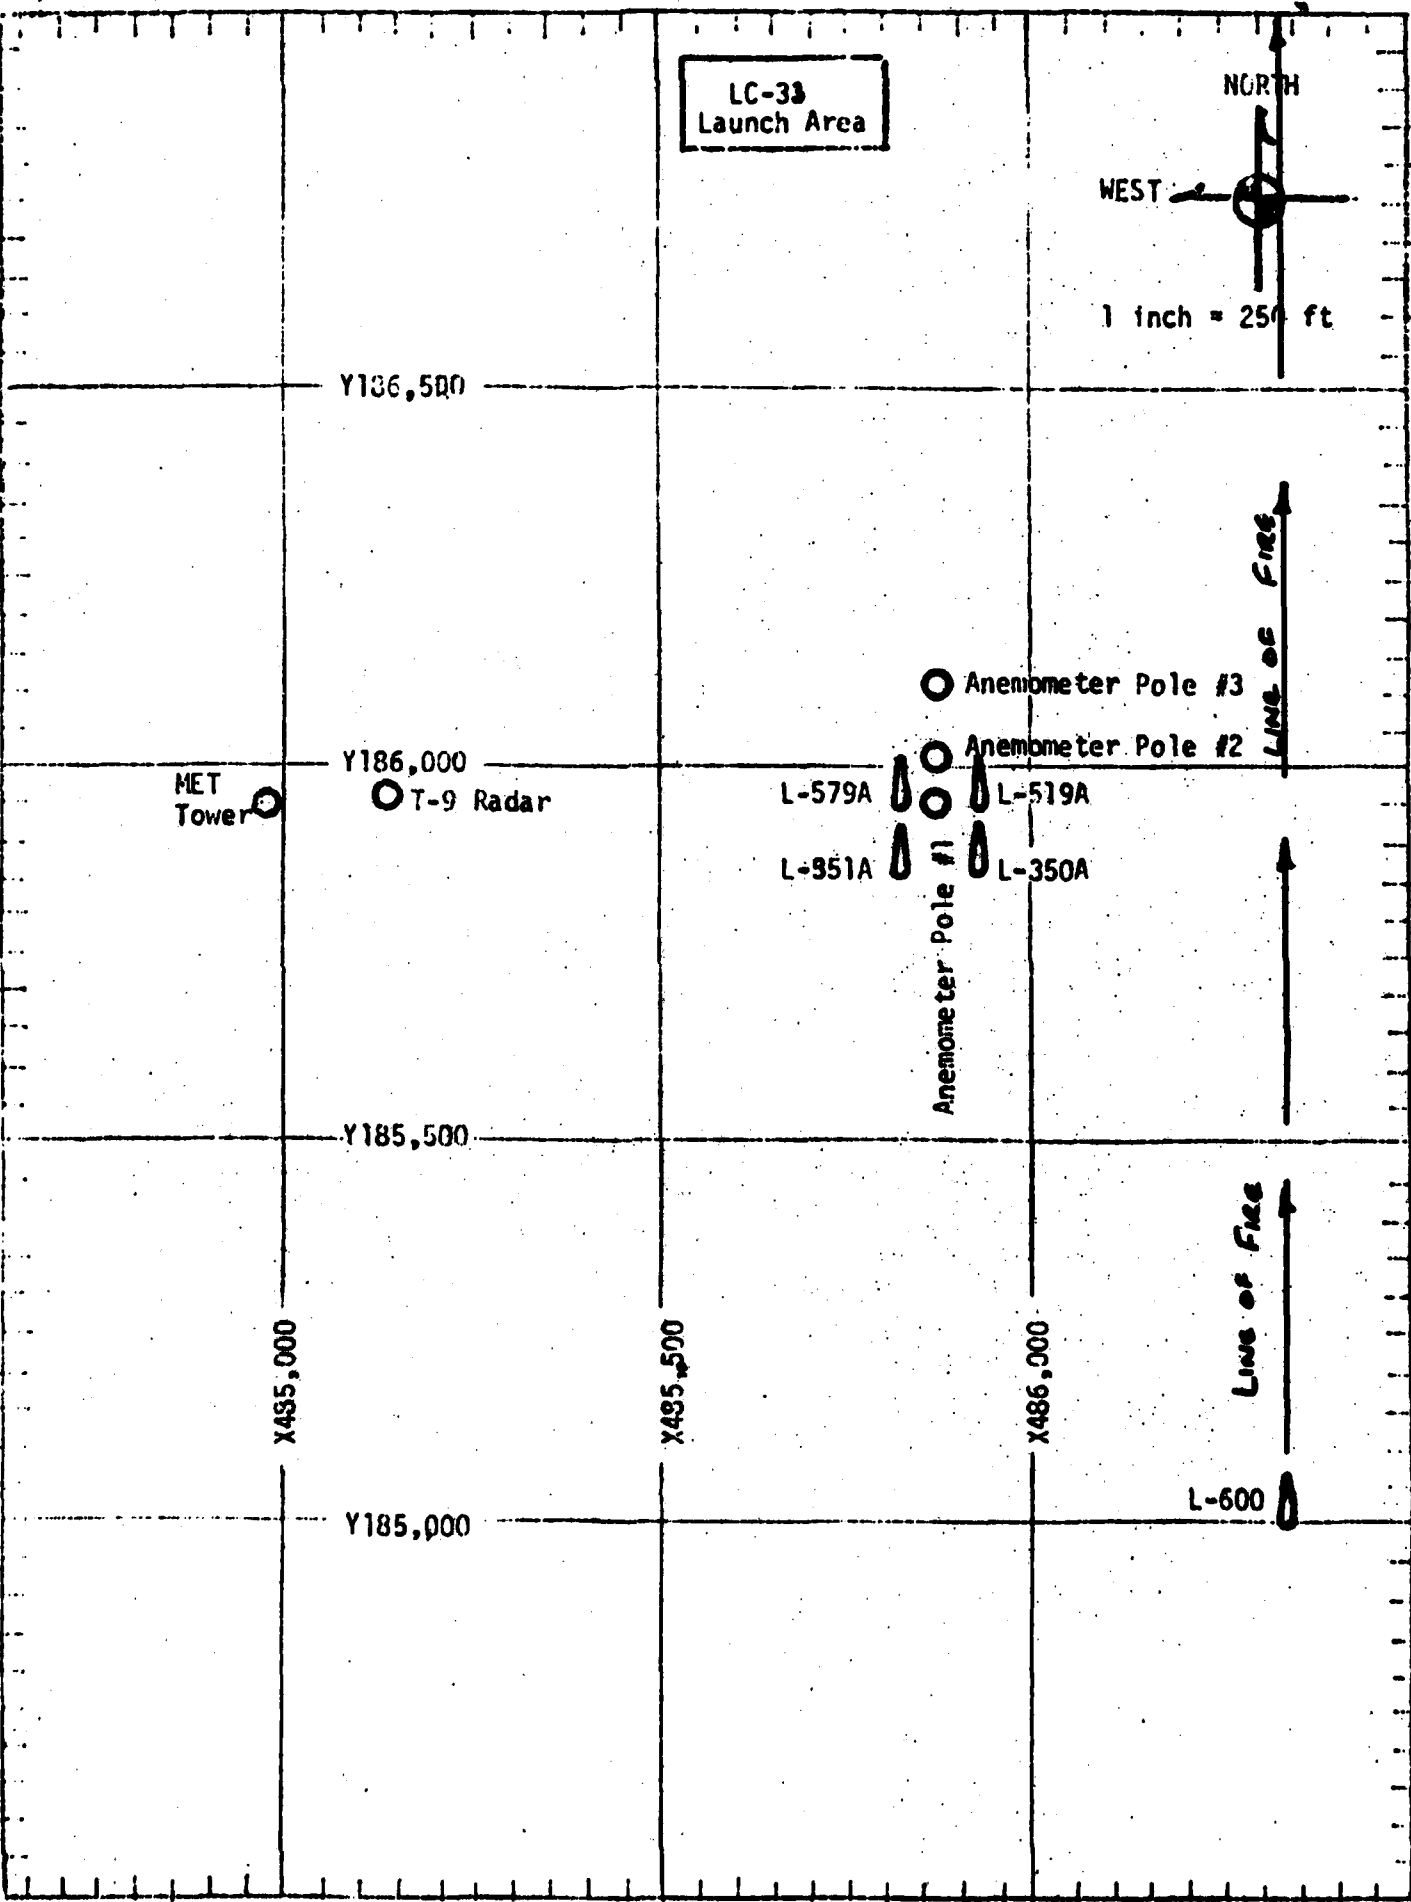 LC-33
Launch Area
NORTH
WEST
1 inch = 250 ft
Y186,500
LINE OF FIRE
Anemometer Pole #3
Anemometer Pole #2
Y186,000
MET
Tower
T-9 Radar
L-579A
L-519A
L-351A
L-350A
Anemometer Pole #1
Y185,500
LINE OF FIRE
X485,000
X485,500
X486,000
L-600
Y185,000